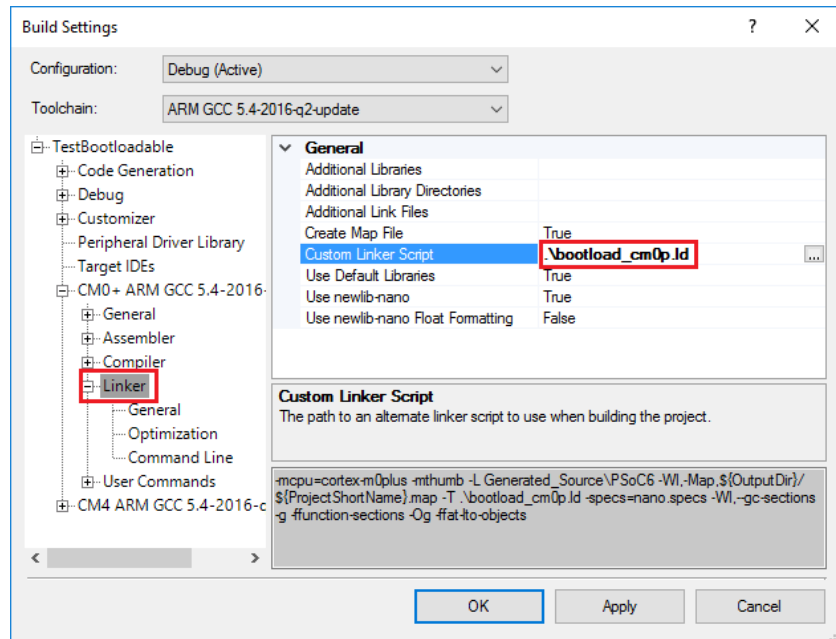 Build Settings
Configuration: Debug (Active)
Toolchain: ARM GCC 5.4-2016-q2-update
TestBootloadable
Code Generation
Debug
Customizer
Peripheral Driver Library
Target IDEs
CM0+ ARM GCC 5.4-2016-
General
Assembler
Compiler
Linker
General
Optimization
Command Line
User Commands
CM4 ARM GCC 5.4-2016-c
General
Additional Libraries
Additional Library Directories
Additional Link Files
Create Map File True
Custom Linker Script .\bootload_cm0p.ld ...
Use Default Libraries True
Use newlib-nano True
Use newlib-nano Float Formatting False
Custom Linker Script
The path to an alternate linker script to use when building the project.
-mcpu=cortex-m0plus -mthumb -L Generated_Source\PSoC6 -Wl,-Map,${OutputDir}/
${ProjectShortName}.map -T .\bootload_cm0p.ld -specs=nano.specs -Wl,--gc-sections
-g -ffunction-sections -Og -ffat-lto-objects
OK Apply Cancel